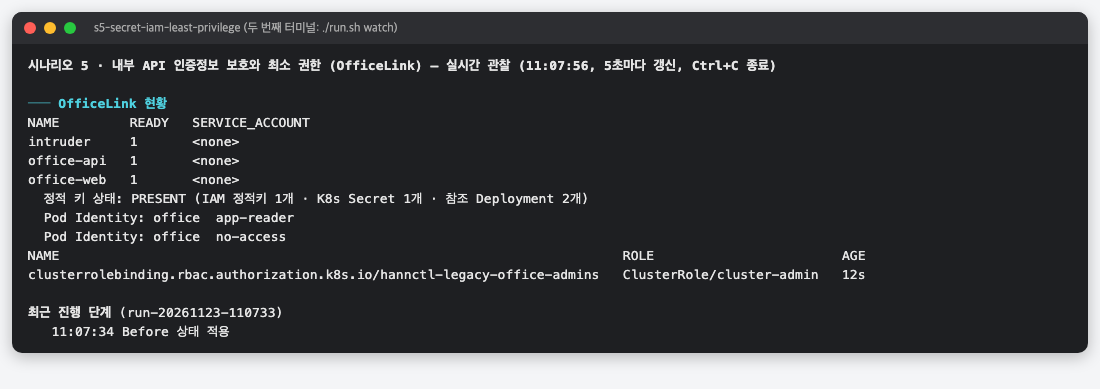 s5-secret-iam-least-privilege (두 번째 터미널: ./run.sh watch)
시나리오 5 · 내부 API 인증정보 보호와 최소 권한 (OfficeLink) — 실시간 관찰 (11:07:56, 5초마다 갱신, Ctrl+C 종료)
── OfficeLink 현황
NAME READY SERVICE_ACCOUNT
intruder 1 <none>
office-api 1 <none>
office-web 1 <none>
정적 키 상태: PRESENT (IAM 정적키 1개 · K8s Secret 1개 · 참조 Deployment 2개)
Pod Identity: office app-reader
Pod Identity: office no-access
NAME ROLE AGE
clusterrolebinding.rbac.authorization.k8s.io/hannctl-legacy-office-admins ClusterRole/cluster-admin 12s
최근 진행 단계 (run-20261123-110733)
11:07:34 Before 상태 적용